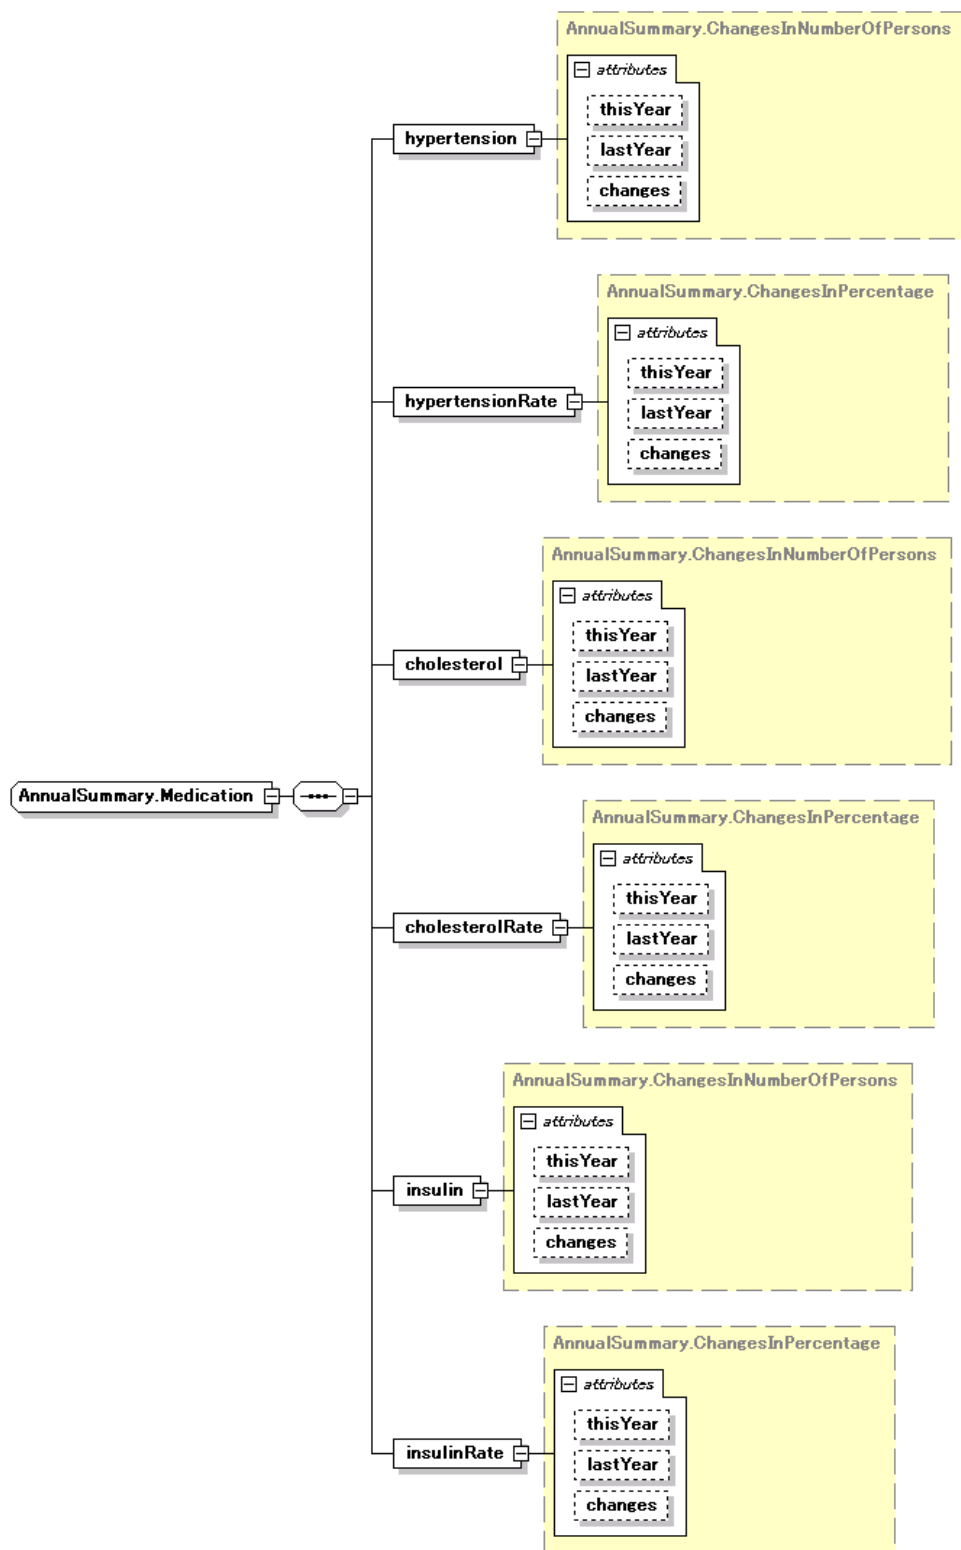 AnnualSummary.ChangesInNumberOfPersons
attributes
thisYear
hypertension
lastYear
changes
AnnualSummary.ChangesInPercentage
attributes
thisYear
hypertensionRate
lastYear
changes
AnnualSummary.ChangesInNumberOfPersons
attributes
thisYear
cholesterol
lastYear
changes
AnnualSummary.Medication
AnnualSummary.ChangesInPercentage
attributes
thisYear
cholesterolRate
lastYear
changes
AnnualSummary.ChangesInNumberOfPersons
attributes
thisYear
insulin
lastYear
changes
AnnualSummary.ChangesInPercentage
attributes
thisYear
insulinRate
lastYear
changes